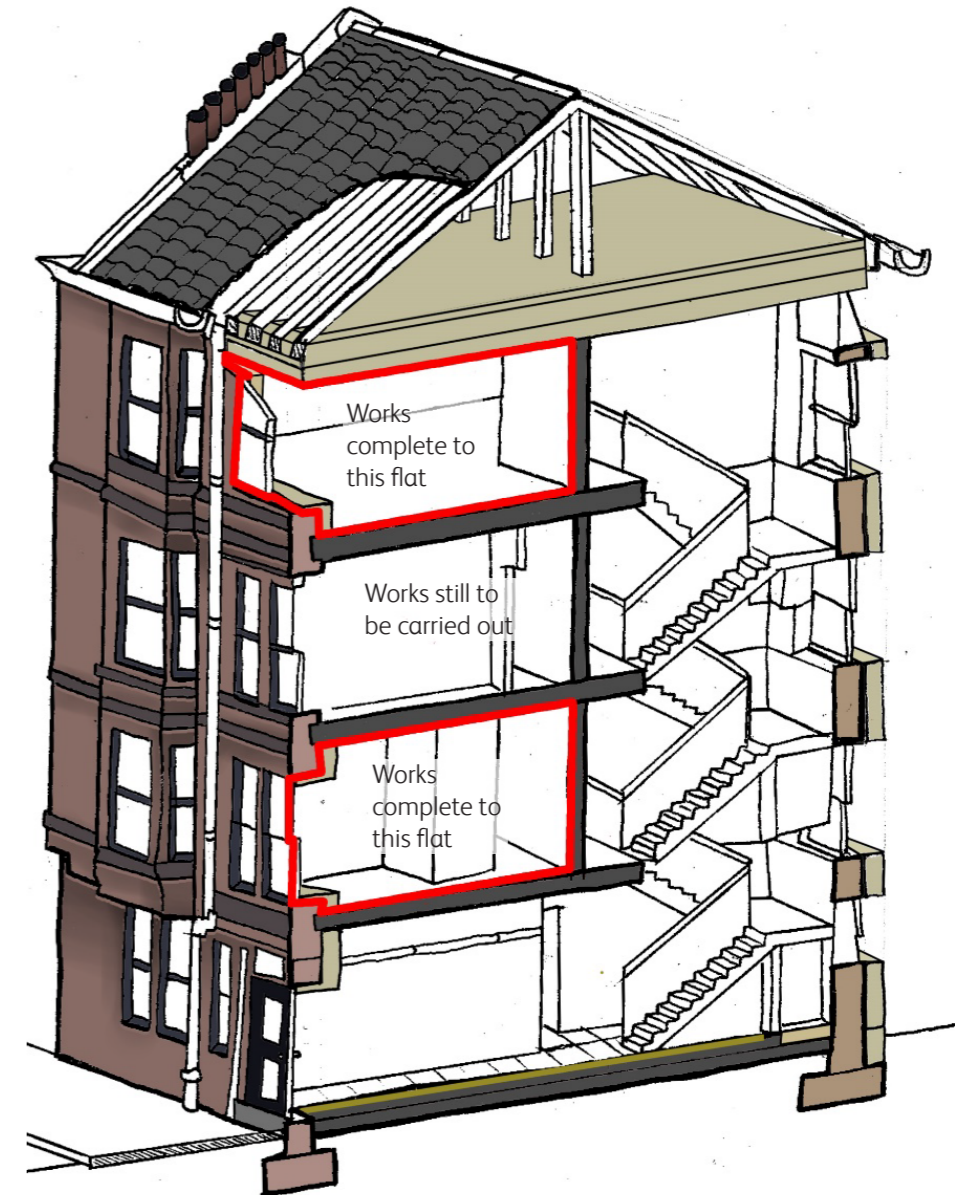 Works
complete to
this flat
Works still to
be carried out
Works
complete to
this flat